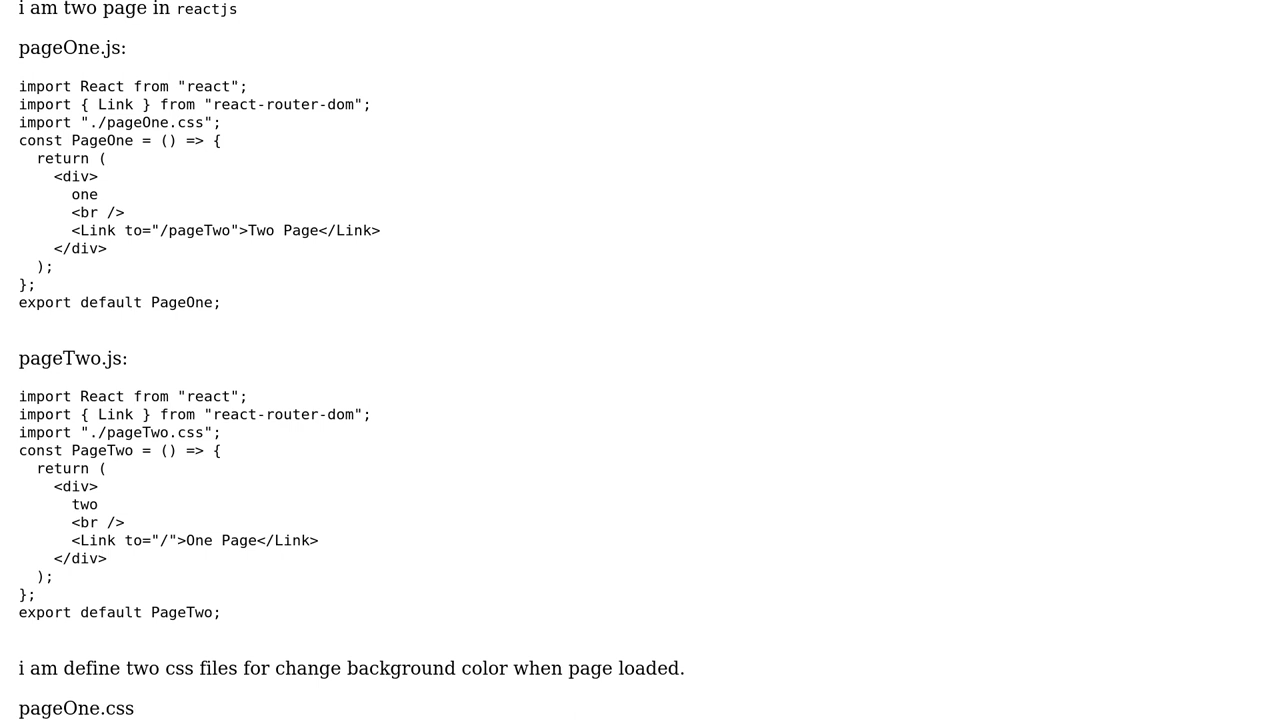 i am two page in reactjs
pageOne.js:
import React from "react";
import { Link } from "react-router-dom";
import "./pageOne.css";
const PageOne = () => {
  return (
    <div>
      one
      <br />
      <Link to="/pageTwo">Two Page</Link>
    </div>
  );
};
export default PageOne;
pageTwo.js:
import React from "react";
import { Link } from "react-router-dom";
import "./pageTwo.css";
const PageTwo = () => {
  return (
    <div>
      two
      <br />
      <Link to="/">One Page</Link>
    </div>
  );
};
export default PageTwo;
i am define two css files for change background color when page loaded.
pageOne.css